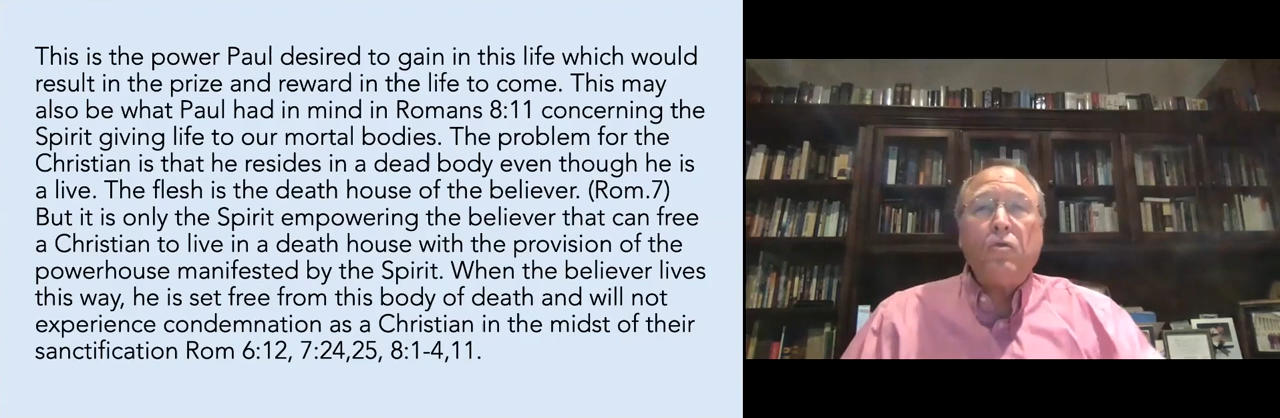 This is the power Paul desired to gain in this life which would
result in the prize and reward in the life to come. This may
also be what Paul had in mind in Romans 8:11 concerning the
Spirit giving life to our mortal bodies. The problem for the
Christian is that he resides in a dead body even though he is
a live. The flesh is the death house of the believer. (Rom.7)
But it is only the Spirit empowering the believer that can free
a Christian to live in a death house with the provision of the
powerhouse manifested by the Spirit. When the believer lives
this way, he is set free from this body of death and will not
experience condemnation as a Christian in the midst of their
sanctification Rom 6:12, 7:24,25, 8:1-4,11.